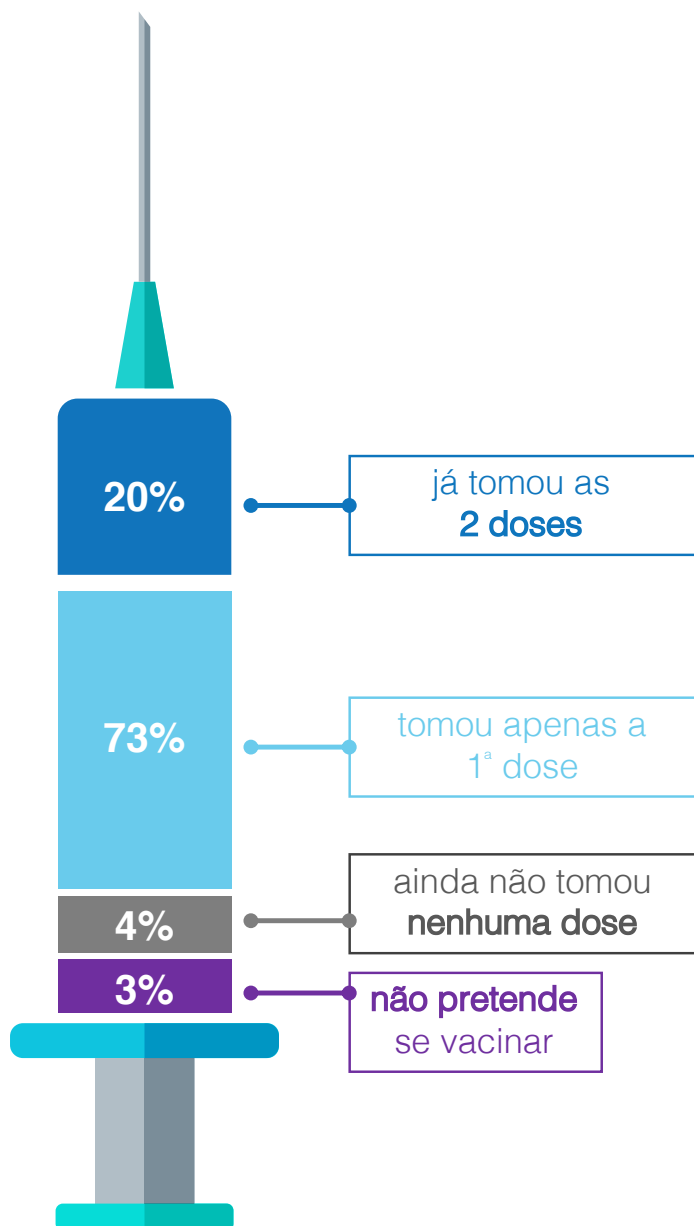 20%
já tomou as
2 doses
73%
tomou apenas a
1ª dose
4%
ainda não tomou
nenhuma dose
3%
não pretende
se vacinar